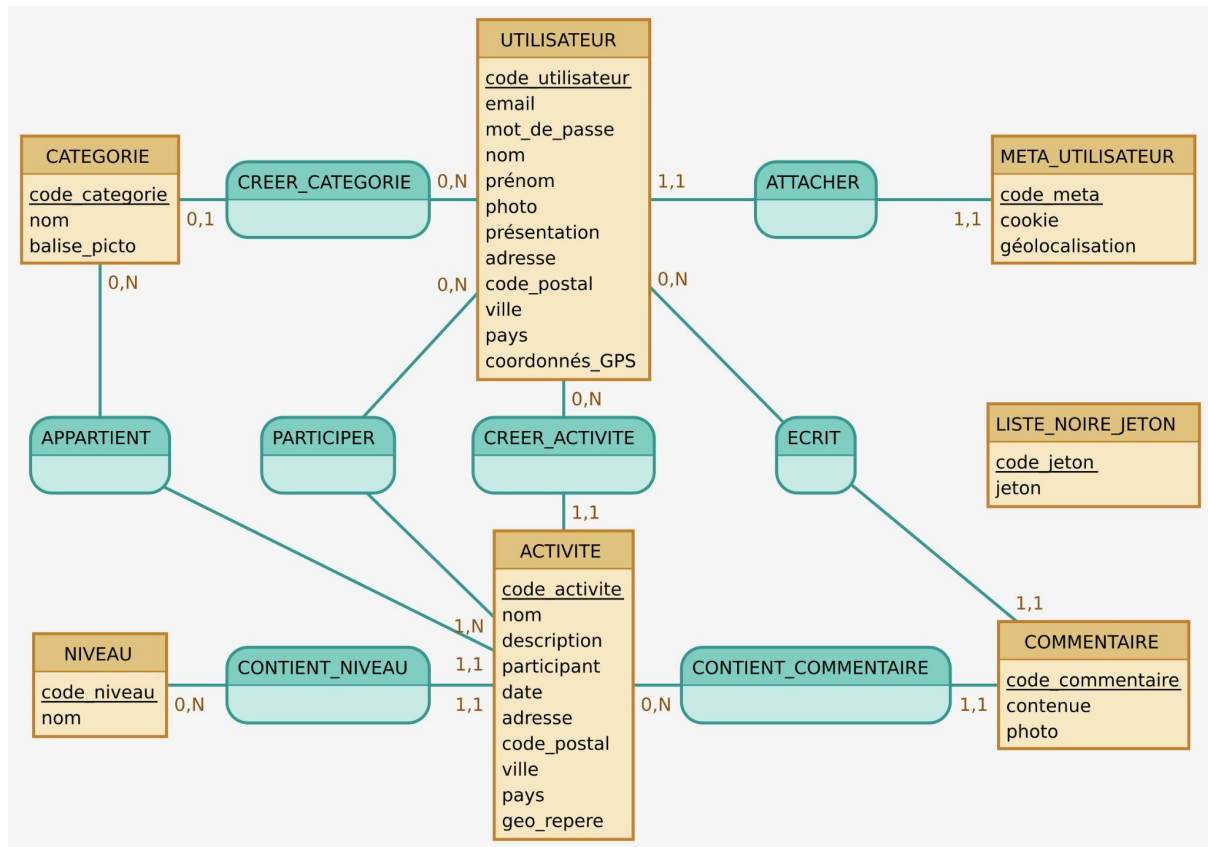 UTILISATEUR
code_utilisateur
email
mot_de_passe
nom
prénom
photo
présentation
adresse
code_postal
ville
pays
coordonnés_GPS
CATEGORIE
code_categorie
nom
balise_picto
CREER_CATEGORIE
0,1
0,N
ATTACHER
1,1
1,1
META_UTILISATEUR
code_meta
cookie
géolocalisation
0,N
0,N
0,N
0,N
APPARTIENT
PARTICIPER
CREER_ACTIVITE
ECRIT
LISTE_NOIRE_JETON
code_jeton
jeton
1,1
ACTIVITE
code_activite
nom
description
participant
date
adresse
code_postal
ville
pays
geo_repere
1,N
1,1
1,1
NIVEAU
code_niveau
nom
0,N
CONTIENT_NIVEAU
1,1
CONTIENT_COMMENTAIRE
0,N
1,1
COMMENTAIRE
code_commentaire
contenue
photo